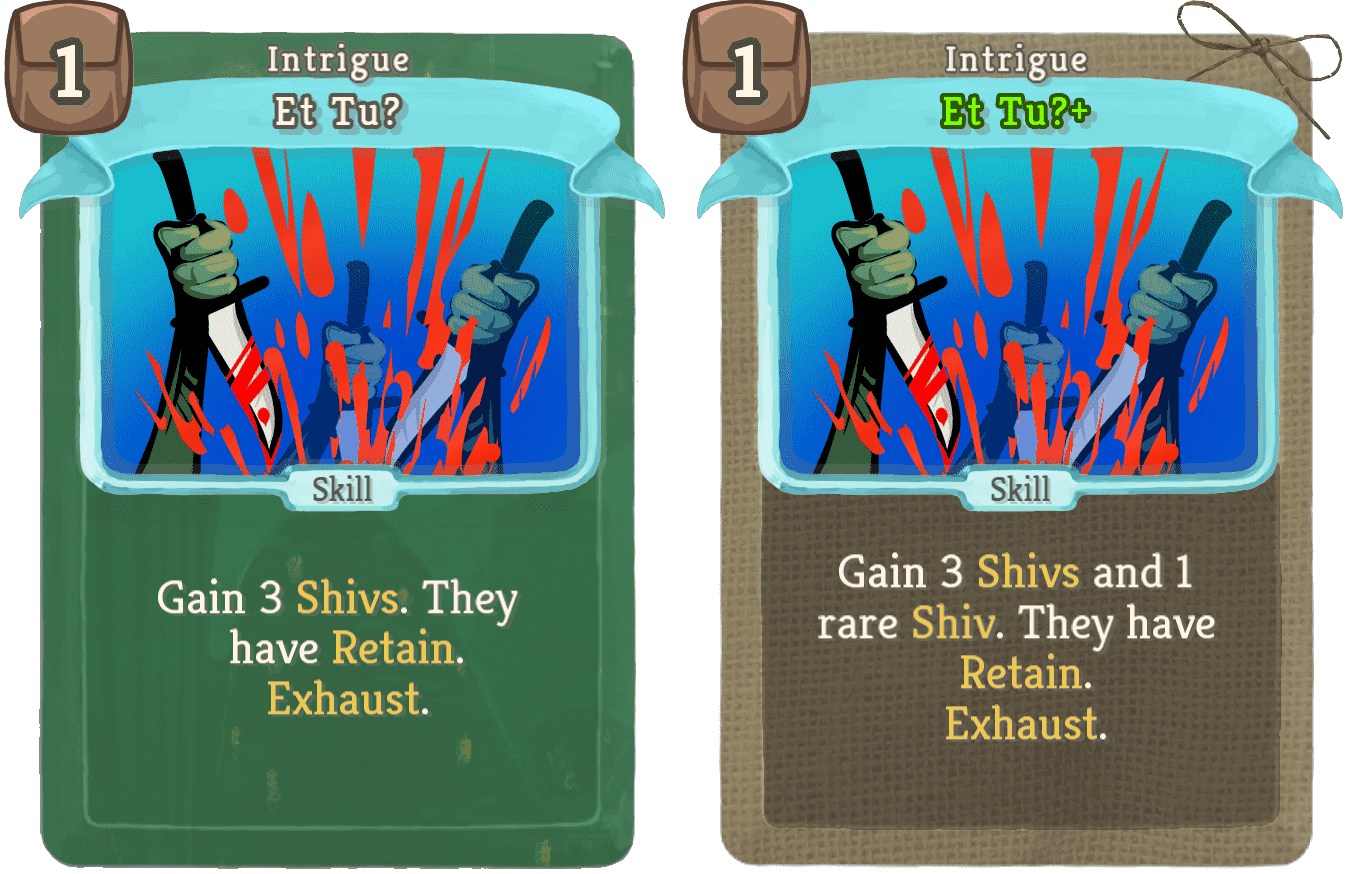 1
Intrigue
Et Tu?
Skill
Gain 3 Shivs. They
have Retain.
Exhaust.
1
Intrigue
Et Tu?+
Skill
Gain 3 Shivs and 1
rare Shiv. They have
Retain.
Exhaust.